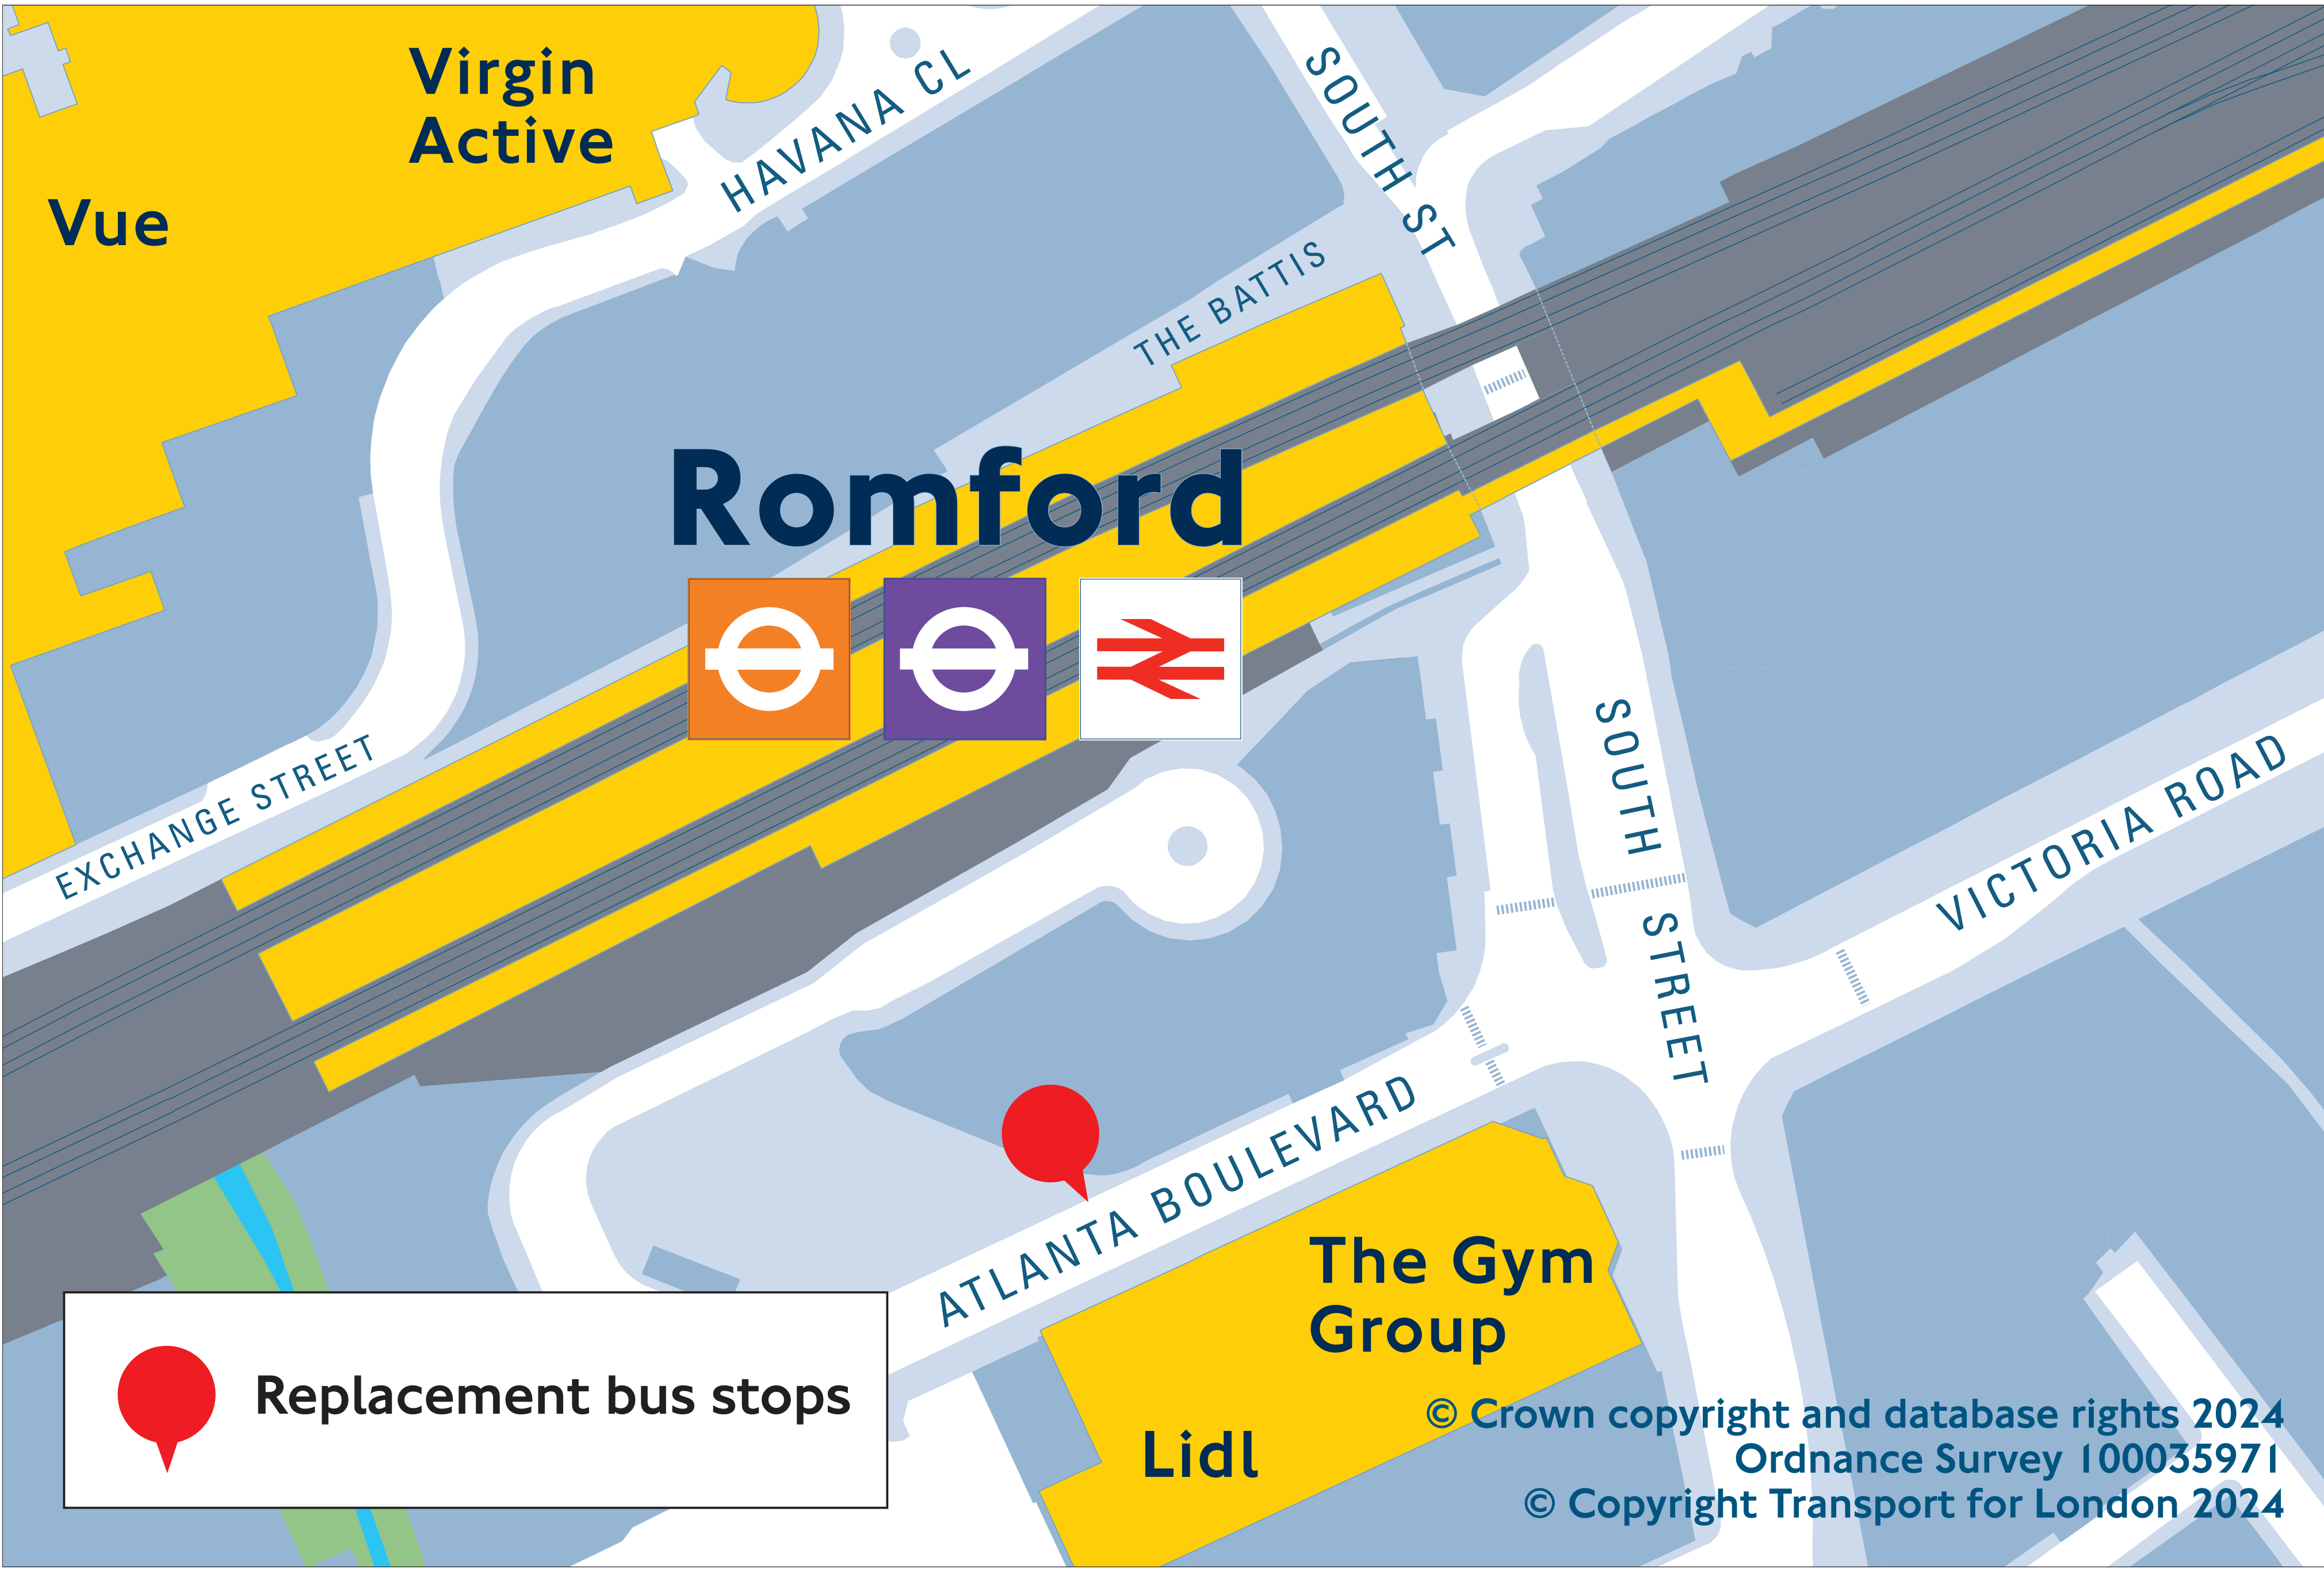 Virgin
Active
Vue
HAVANA CL
SOUTH ST
THE BATTIS
Romford
EXCHANGE STREET
SOUTH STREET
VICTORIA ROAD
ATLANTA BOULEVARD
The Gym
Group
Lidl
Replacement bus stops
© Crown copyright and database rights 2024
Ordnance Survey 100035971
© Copyright Transport for London 2024